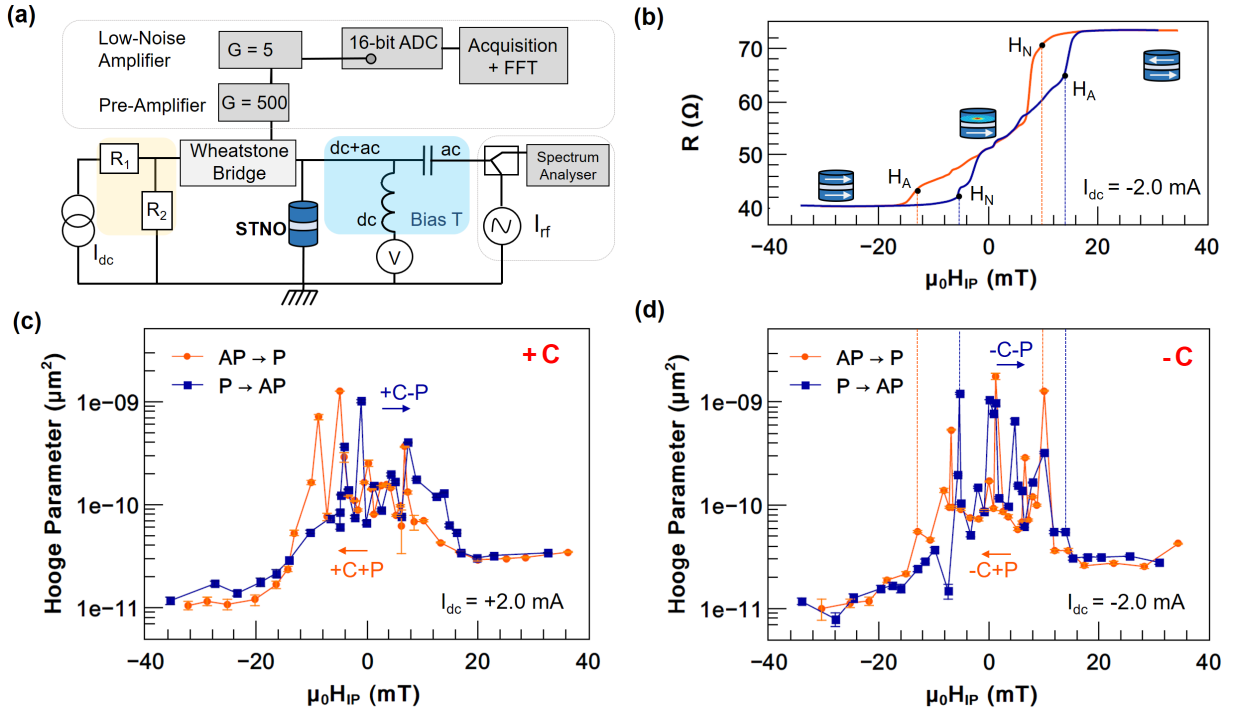 (a)
Low-Noise
Amplifier
G = 5
16-bit ADC
Acquisition
+ FFT
Pre-Amplifier
G = 500
R1
R2
Wheatstone
Bridge
dc+ac
ac
dc
Bias T
STNO
V
Idc
Irf
Spectrum
Analyser
(b)
R (Ω)
70
60
50
40
HN
HA
HA
HN
Idc = -2.0 mA
−40
−20
0
20
40
μ0HIP (mT)
(c)
Hooge Parameter (μm²)
1e−09
1e−10
1e−11
AP → P
P → AP
+ C
+C-P
+C+P
Idc = +2.0 mA
−40
−20
0
20
40
μ0HIP (mT)
(d)
Hooge Parameter (μm²)
1e−09
1e−10
1e−11
AP → P
P → AP
- C
-C-P
-C+P
Idc = -2.0 mA
−40
−20
0
20
40
μ0HIP (mT)